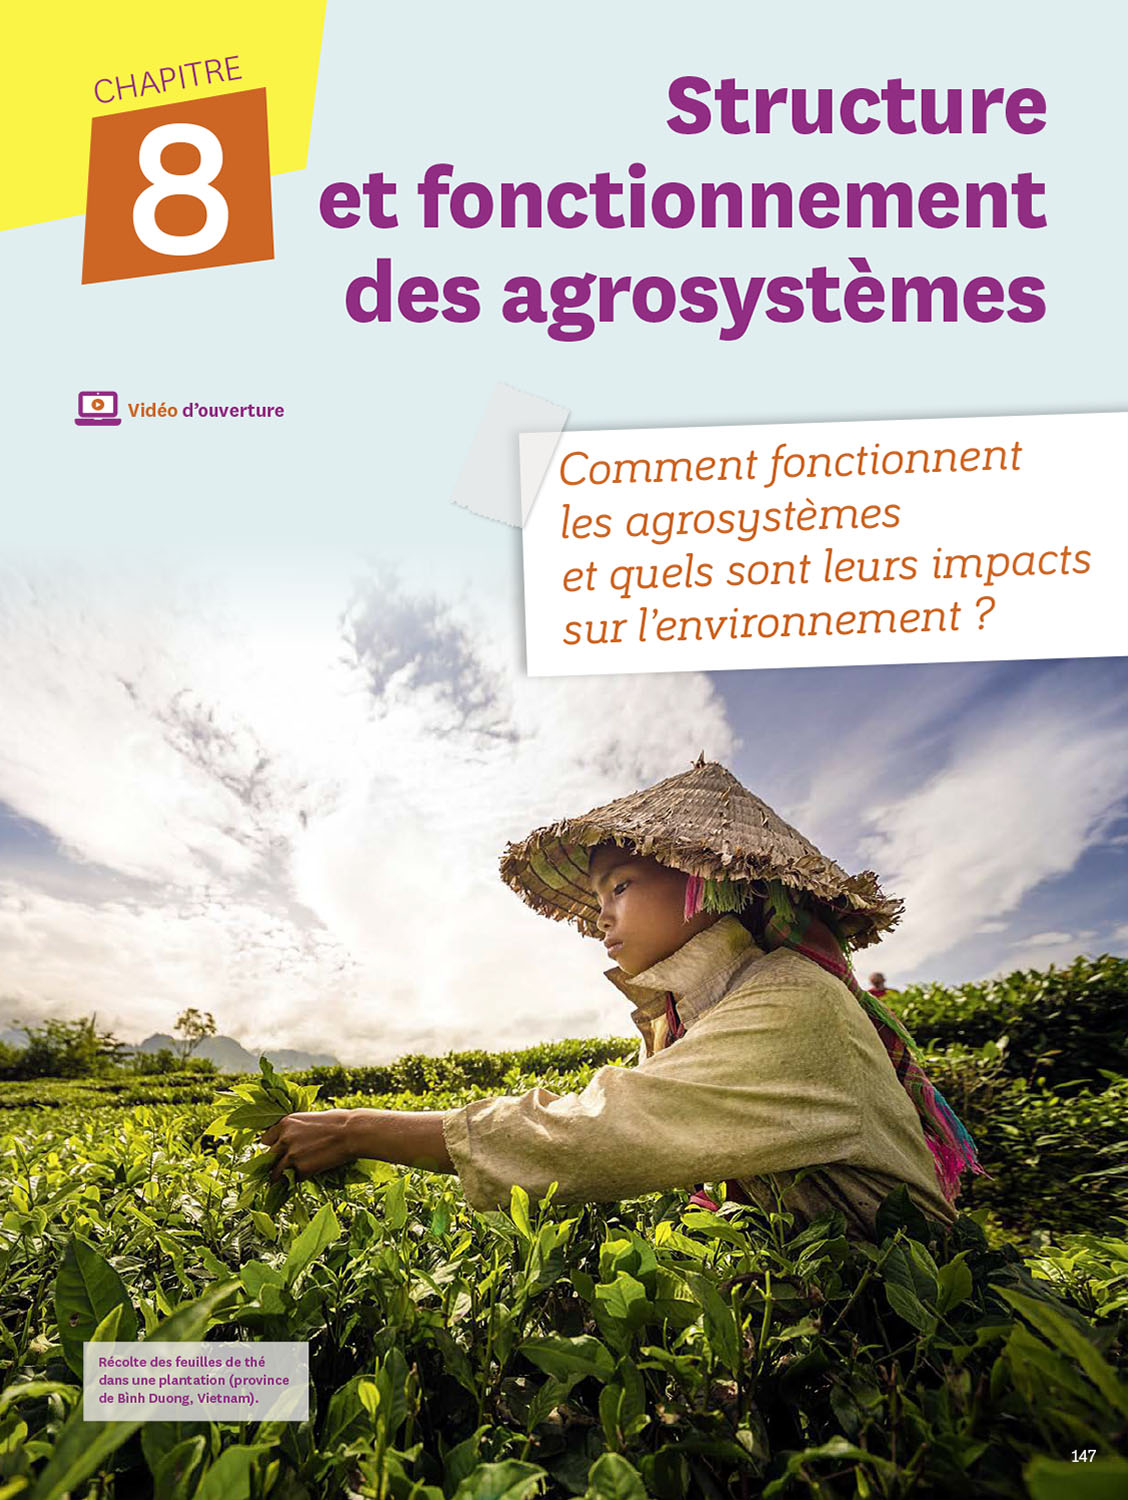 CHAPITRE
8
Structure
et fonctionnement
des agrosystèmes
Vidéo d’ouverture
Comment fonctionnent
les agrosystèmes
et quels sont leurs impacts
sur l’environnement ?
Récolte des feuilles de thé
dans une plantation (province
de Bình Duong, Vietnam).
147